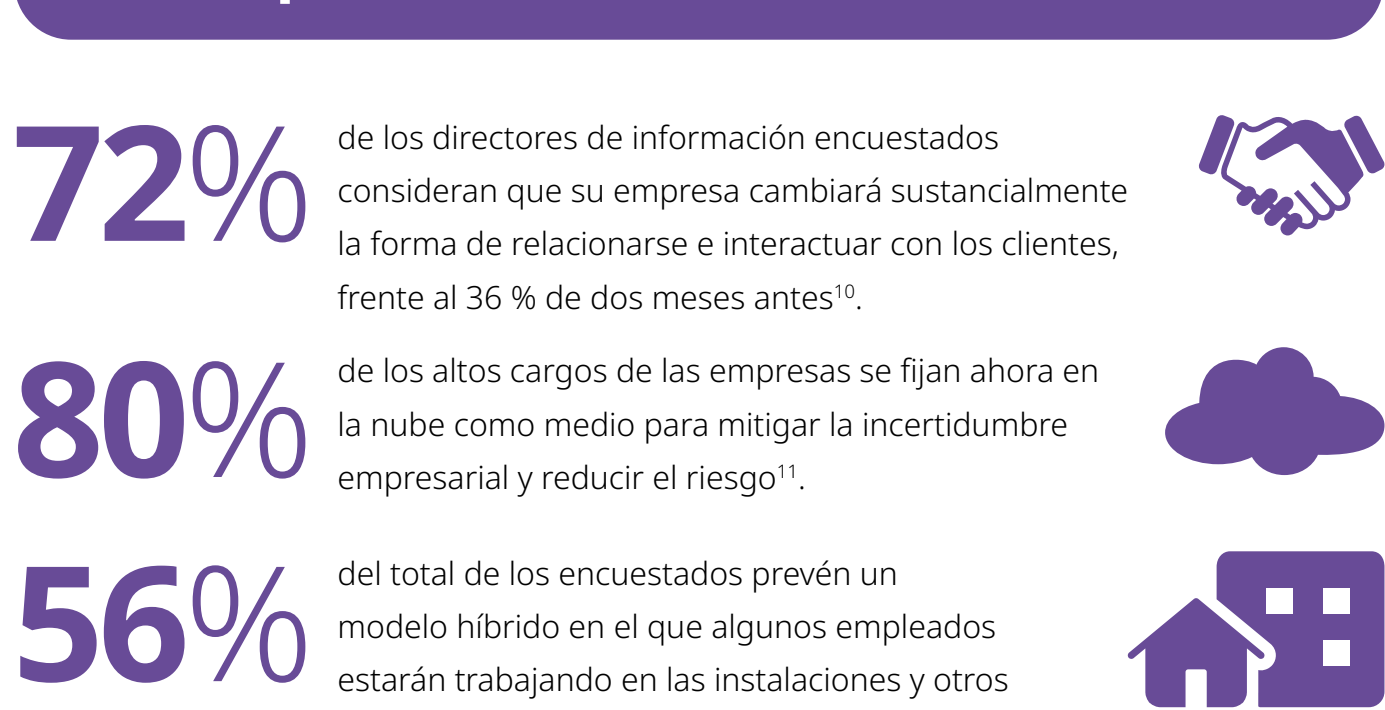 72%
de los directores de información encuestados
consideran que su empresa cambiará sustancialmente
la forma de relacionarse e interactuar con los clientes,
frente al 36 % de dos meses antes¹⁰.
80%
de los altos cargos de las empresas se fijan ahora en
la nube como medio para mitigar la incertidumbre
empresarial y reducir el riesgo¹¹.
56%
del total de los encuestados prevén un
modelo híbrido en el que algunos empleados
estarán trabajando en las instalaciones y otros